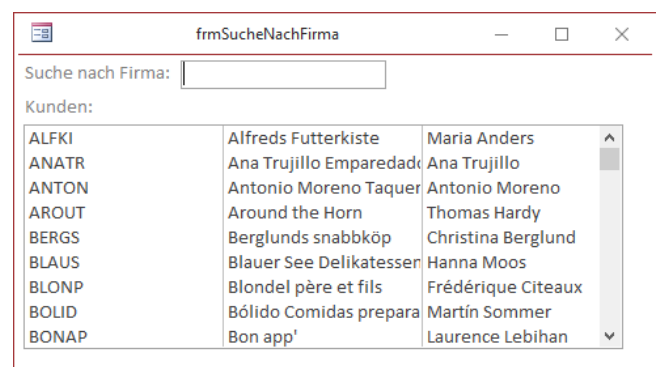 frmSucheNachFirma
Suche nach Firma:
Kunden:
ALFKI Alfreds Futterkiste Maria Anders
ANATR Ana Trujillo Emparedado Ana Trujillo
ANTON Antonio Moreno Taquer Antonio Moreno
AROUT Around the Horn Thomas Hardy
BERGS Berglunds snabbköp Christina Berglund
BLAUS Blauer See Delikatessen Hanna Moos
BLONP Blondel père et fils Frédérique Citeaux
BOLID Bólido Comidas prepara Martín Sommer
BONAP Bon app' Laurence Lebihan